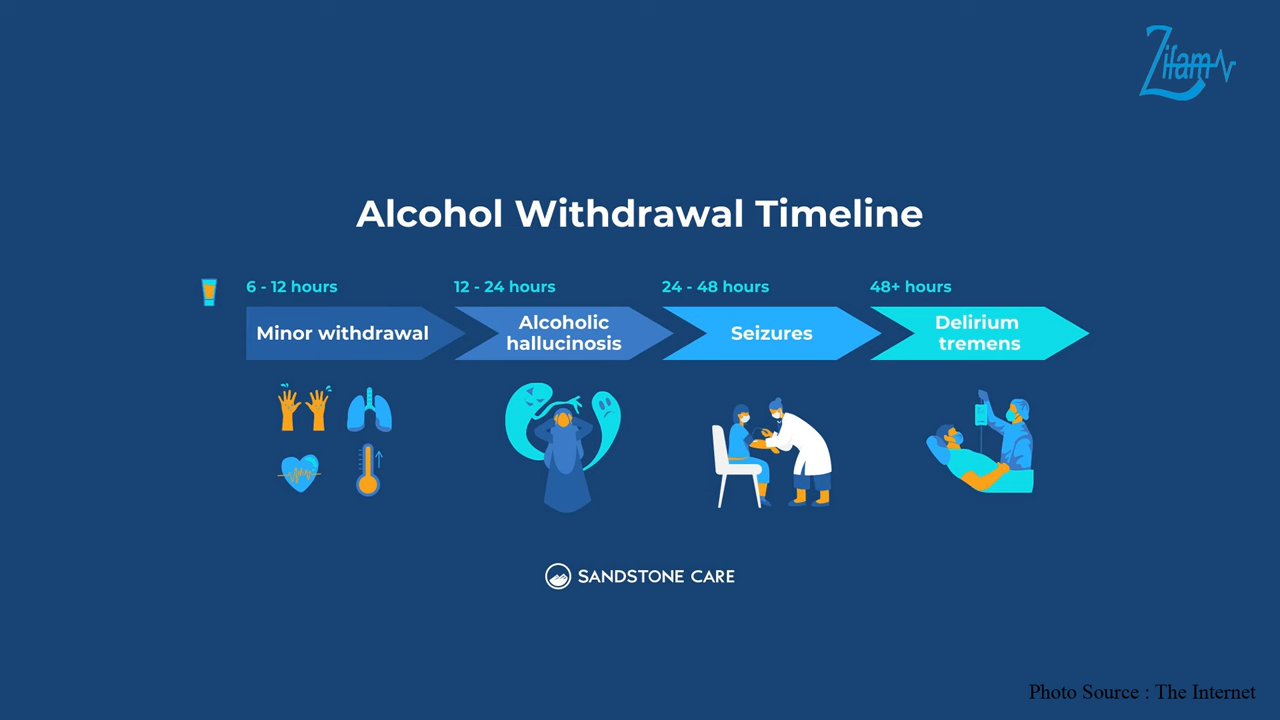 Zifam
Alcohol Withdrawal Timeline
6 - 12 hours
12 - 24 hours
24 - 48 hours
48+ hours
Minor withdrawal
Alcoholic
hallucinosis
Seizures
Delirium
tremens
SANDSTONE CARE
Photo Source : The Internet